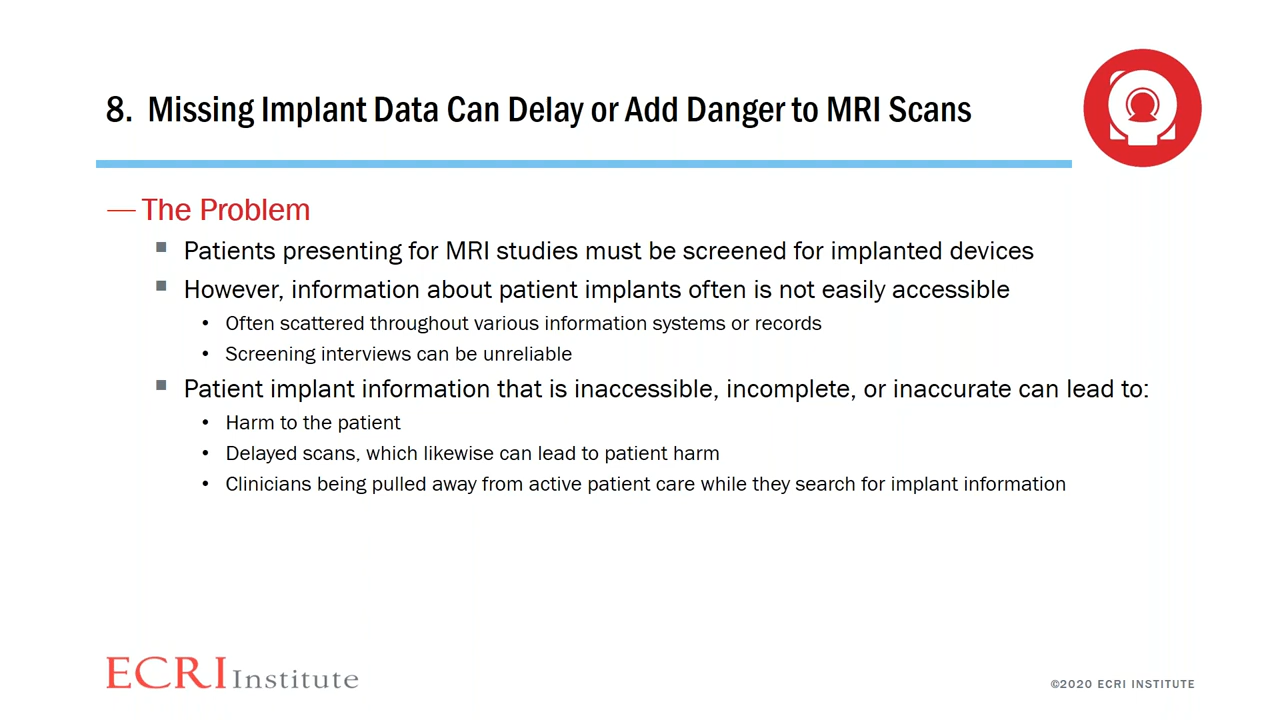 8. Missing Implant Data Can Delay or Add Danger to MRI Scans
— The Problem
▪ Patients presenting for MRI studies must be screened for implanted devices
▪ However, information about patient implants often is not easily accessible
• Often scattered throughout various information systems or records
• Screening interviews can be unreliable
▪ Patient implant information that is inaccessible, incomplete, or inaccurate can lead to:
• Harm to the patient
• Delayed scans, which likewise can lead to patient harm
• Clinicians being pulled away from active patient care while they search for implant information
ECRI Institute
©2020 ECRI INSTITUTE